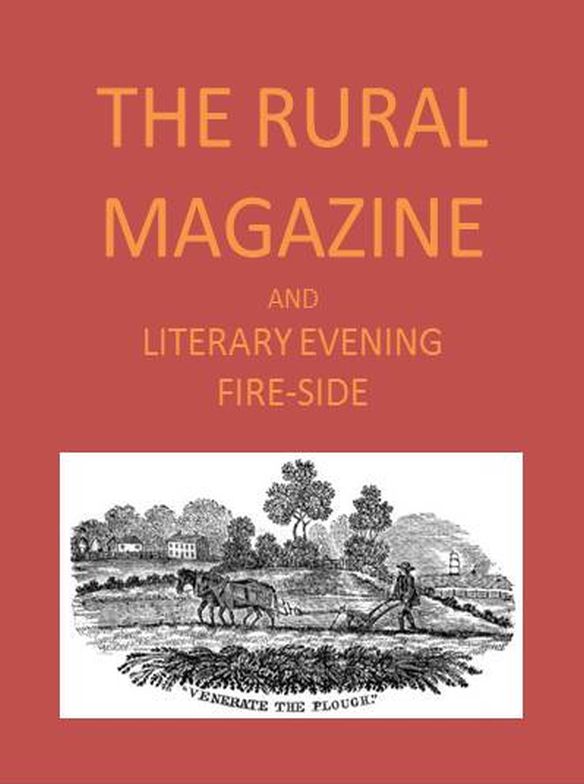 THE RURAL
MAGAZINE
AND
LITERARY EVENING
FIRE-SIDE
"VENERATE THE PLOUGH."